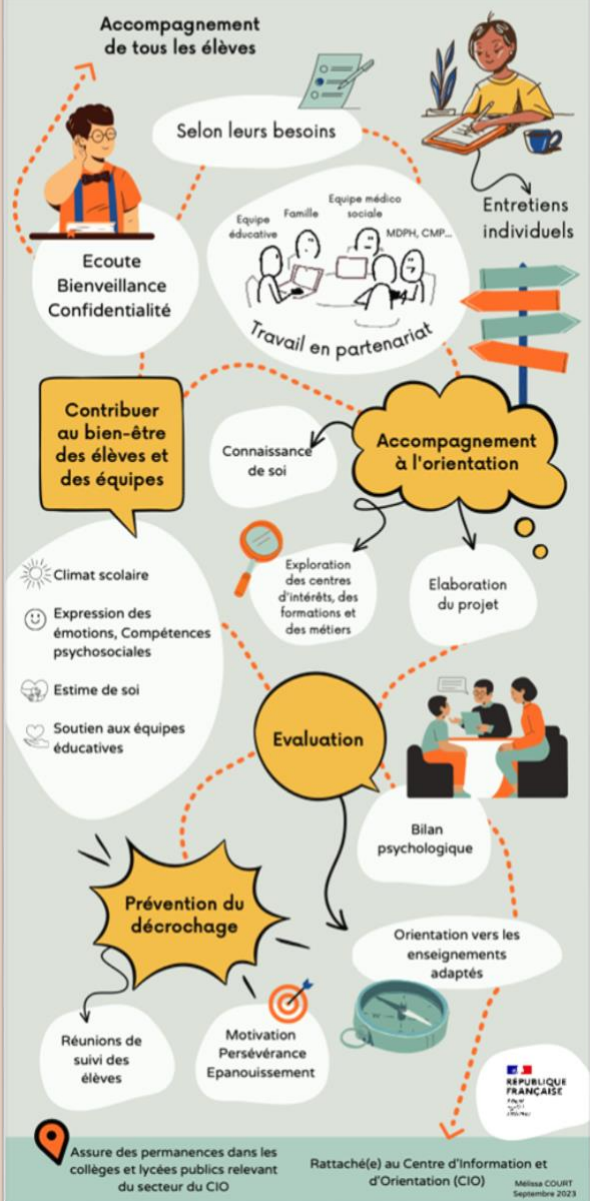 Accompagnement
de tous les élèves
Selon leurs besoins
Entretiens
individuels
Ecoute
Bienveillance
Confidentialité
Equipe
éducative
Famille
Equipe médico
sociale
MDPH, CMP...
Travail en partenariat
Contribuer
au bien-être
des élèves et
des équipes
Accompagnement
à l'orientation
Connaissance
de soi
Exploration
des centres
d'intérêts, des
formations et
des métiers
Elaboration
du projet
Climat scolaire
Expression des
émotions, Compétences
psychosociales
Estime de soi
Soutien aux équipes
éducatives
Evaluation
Bilan
psychologique
Prévention du
décrochage
Orientation vers les
enseignements
adaptés
Réunions de
suivi des
élèves
Motivation
Persévérance
Epanouissement
RÉPUBLIQUE
FRANÇAISE
Assure des permanences dans les
collèges et lycées publics relevant
du secteur du CIO
Rattaché(e) au Centre d'Information et
d'Orientation (CIO)
Mélissa COURT
Septembre 2023